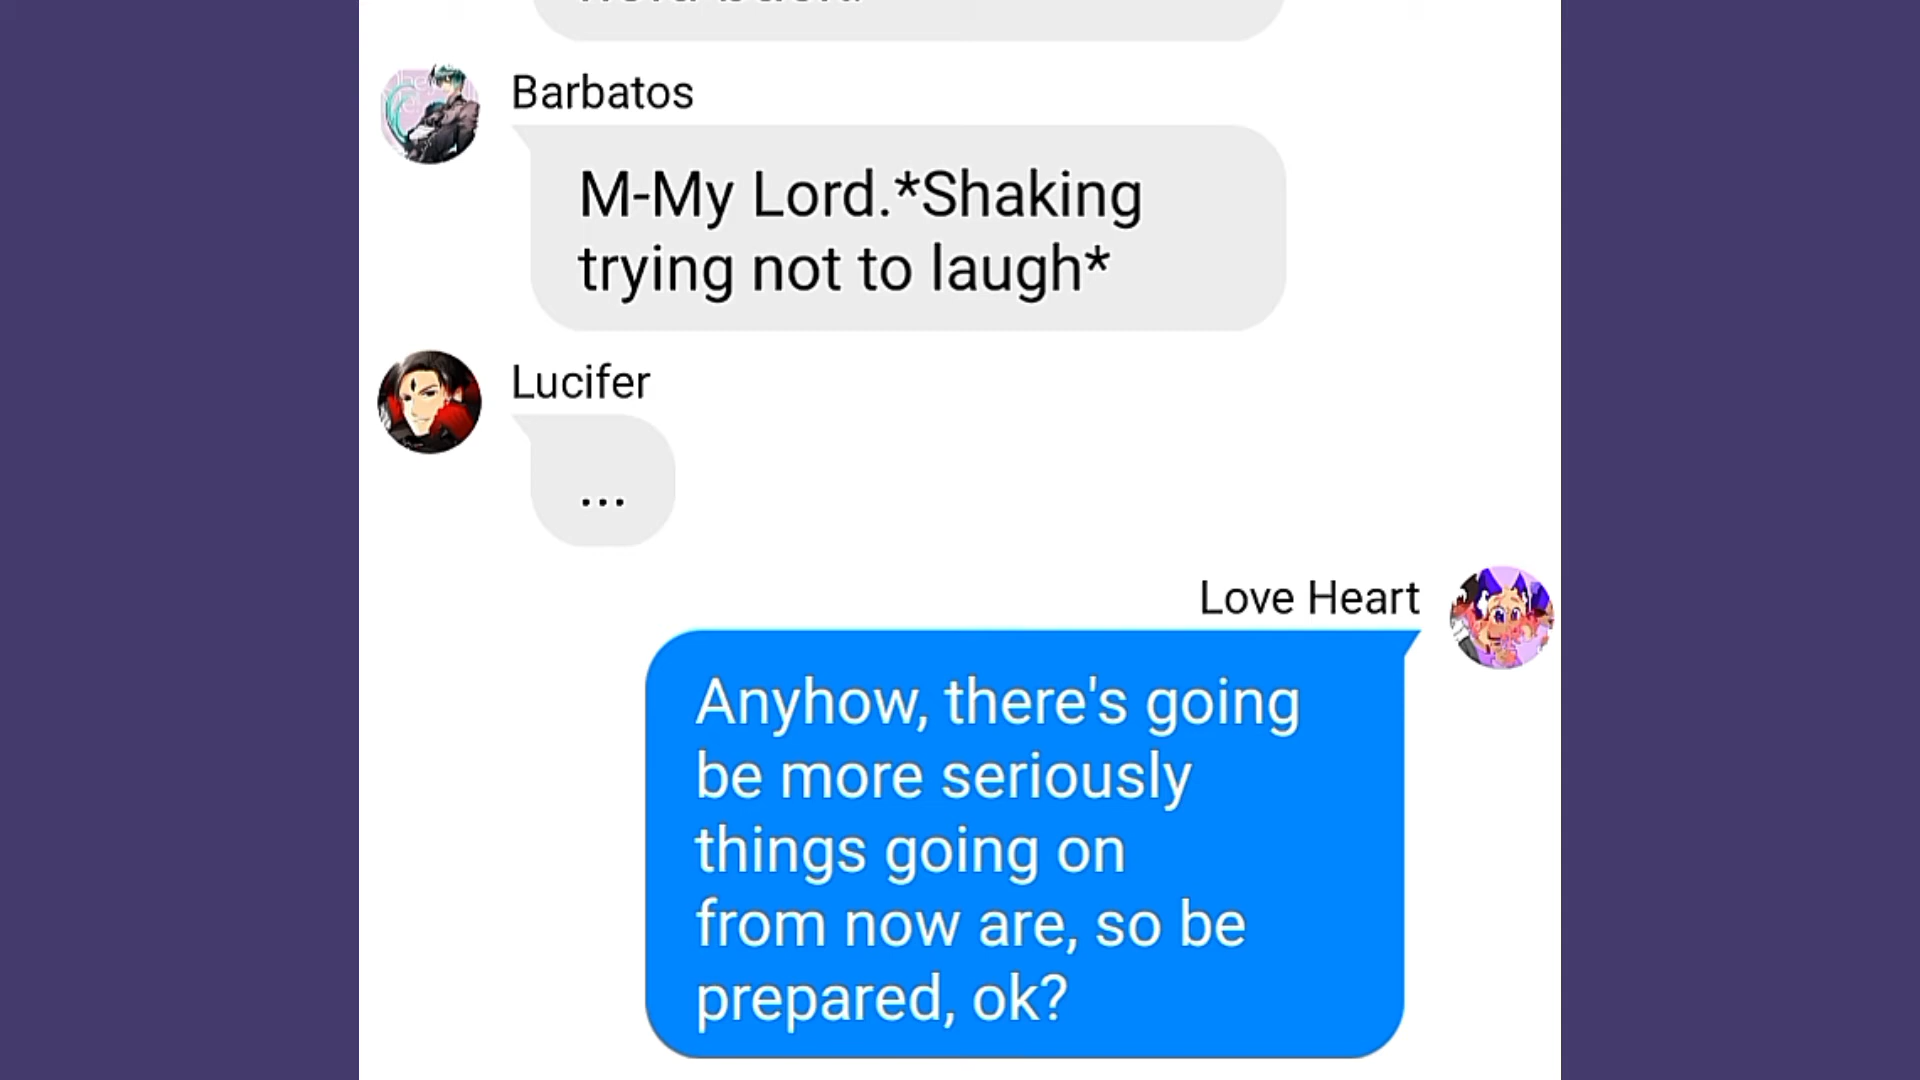 Barbatos
M-My Lord.*Shaking
trying not to laugh*
Lucifer
...
Love Heart
Anyhow, there's going
be more seriously
things going on
from now are, so be
prepared, ok?